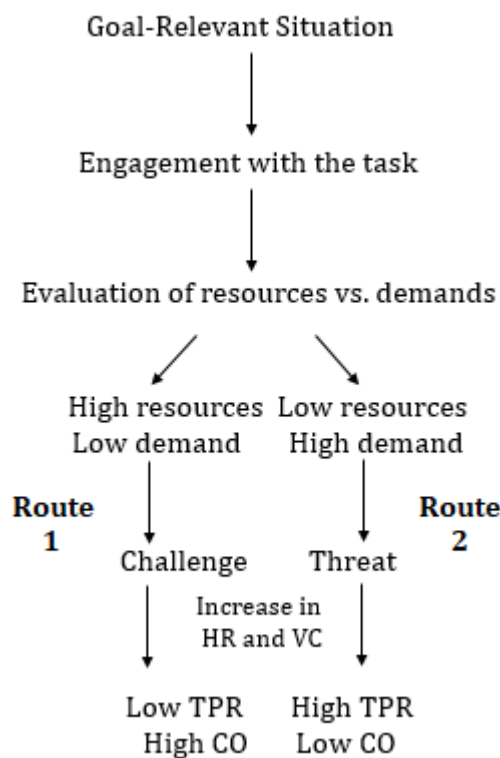 Goal-Relevant Situation
Engagement with the task
Evaluation of resources vs. demands
High resources
Low demand
Low resources
High demand
Route
1
Route
2
Challenge
Threat
Increase in
HR and VC
Low TPR
High CO
High TPR
Low CO